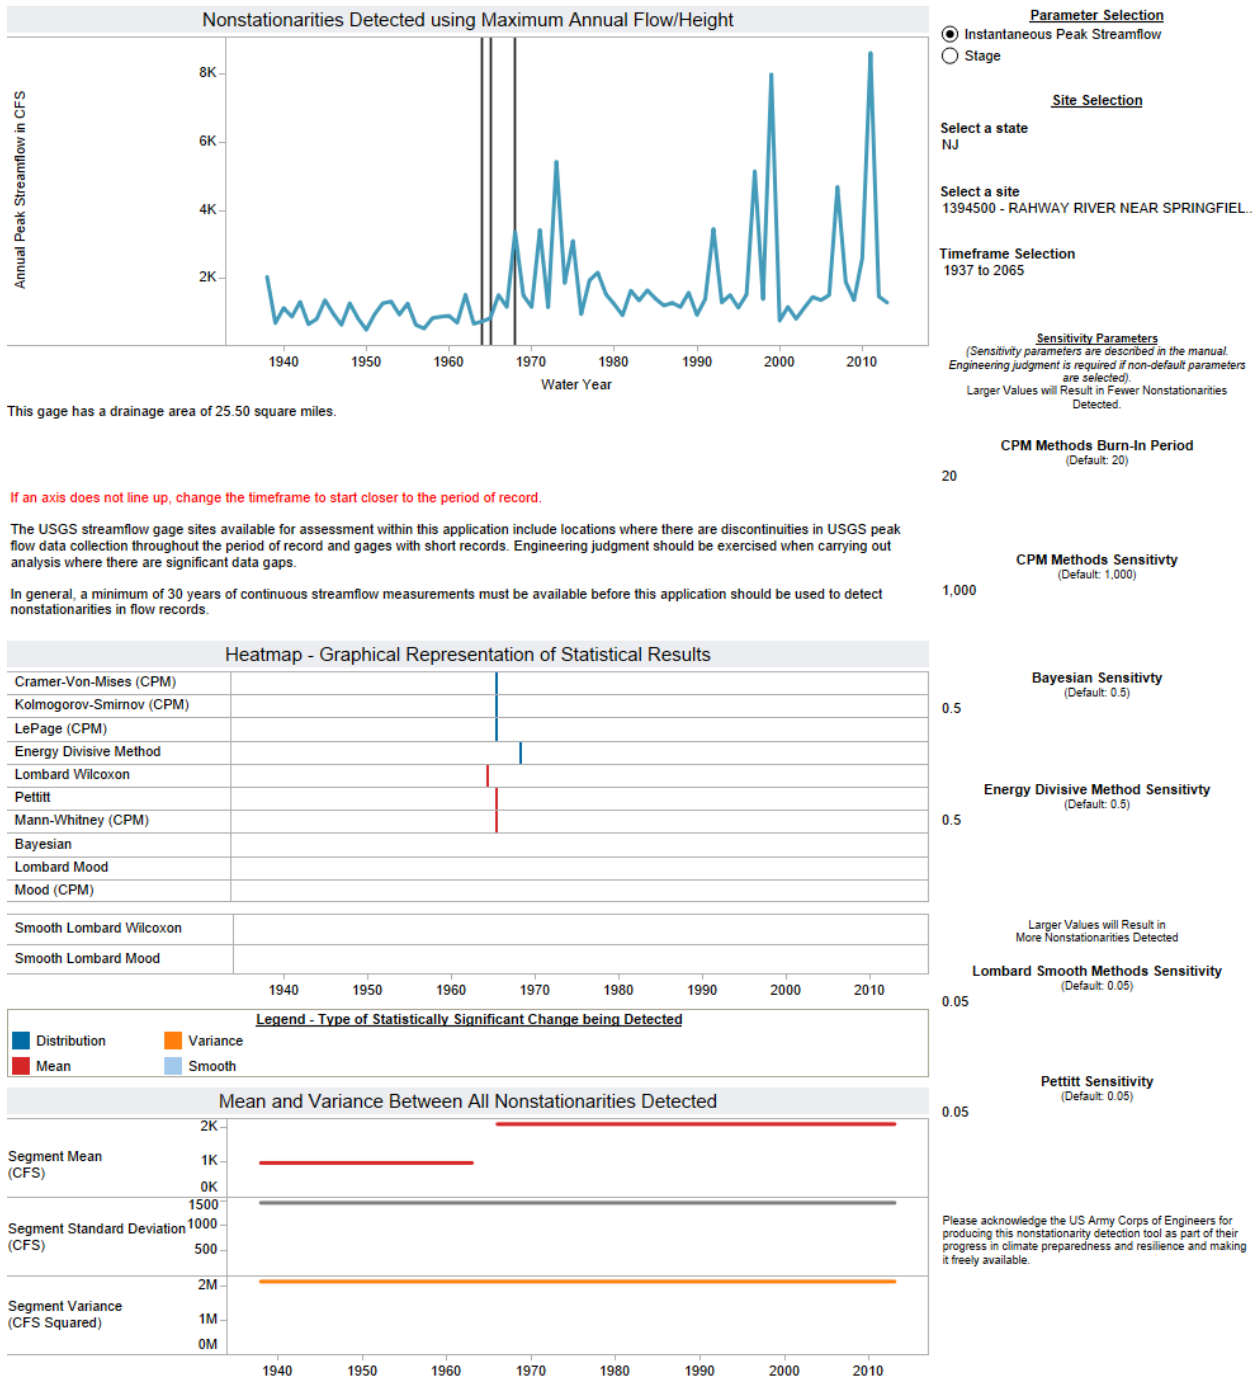 Nonstationarities Detected using Maximum Annual Flow/Height
Annual Peak Streamflow in CFS
8K
6K
4K
2K
1940 1950 1960 1970 1980 1990 2000 2010
Water Year
This gage has a drainage area of 25.50 square miles.
If an axis does not line up, change the timeframe to start closer to the period of record.
The USGS streamflow gage sites available for assessment within this application include locations where there are discontinuities in USGS peak
flow data collection throughout the period of record and gages with short records. Engineering judgment should be exercised when carrying out
analysis where there are significant data gaps.
In general, a minimum of 30 years of continuous streamflow measurements must be available before this application should be used to detect
nonstationarities in flow records.
Heatmap - Graphical Representation of Statistical Results
Cramer-Von-Mises (CPM)
Kolmogorov-Smirnov (CPM)
LePage (CPM)
Energy Divisive Method
Lombard Wilcoxon
Pettitt
Mann-Whitney (CPM)
Bayesian
Lombard Mood
Mood (CPM)
Smooth Lombard Wilcoxon
Smooth Lombard Mood
1940 1950 1960 1970 1980 1990 2000 2010
Legend - Type of Statistically Significant Change being Detected
Distribution Variance
Mean Smooth
Mean and Variance Between All Nonstationarities Detected
Segment Mean
(CFS)
2K
1K
0K
Segment Standard Deviation
(CFS)
1500
1000
500
Segment Variance
(CFS Squared)
2M
1M
0M
1940 1950 1960 1970 1980 1990 2000 2010
Parameter Selection
Instantaneous Peak Streamflow
Stage
Site Selection
Select a state
NJ
Select a site
1394500 - RAHWAY RIVER NEAR SPRINGFIEL..
Timeframe Selection
1937 to 2065
Sensitivity Parameters
(Sensitivity parameters are described in the manual.
Engineering judgment is required if non-default parameters
are selected).
Larger Values will Result in Fewer Nonstationarities
Detected.
CPM Methods Burn-In Period
(Default: 20)
20
CPM Methods Sensitivty
(Default: 1,000)
1,000
Bayesian Sensitivty
(Default: 0.5)
0.5
Energy Divisive Method Sensitivty
(Default: 0.5)
0.5
Larger Values will Result in
More Nonstationarities Detected
Lombard Smooth Methods Sensitivity
(Default: 0.05)
0.05
Pettitt Sensitivity
(Default: 0.05)
0.05
Please acknowledge the US Army Corps of Engineers for
producing this nonstationarity detection tool as part of their
progress in climate preparedness and resilience and making
it freely available.